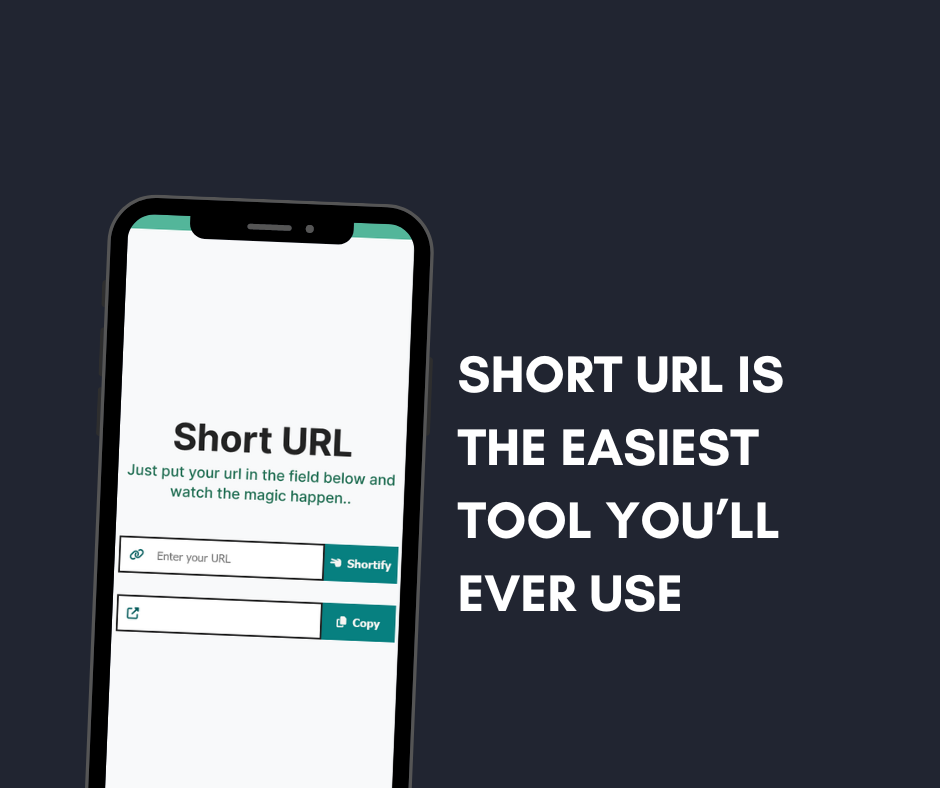 Short URL
Just put your url in the field below and
watch the magic happen..
Enter your URL
Shortify
Copy
SHORT URL IS
THE EASIEST
TOOL YOU’LL
EVER USE